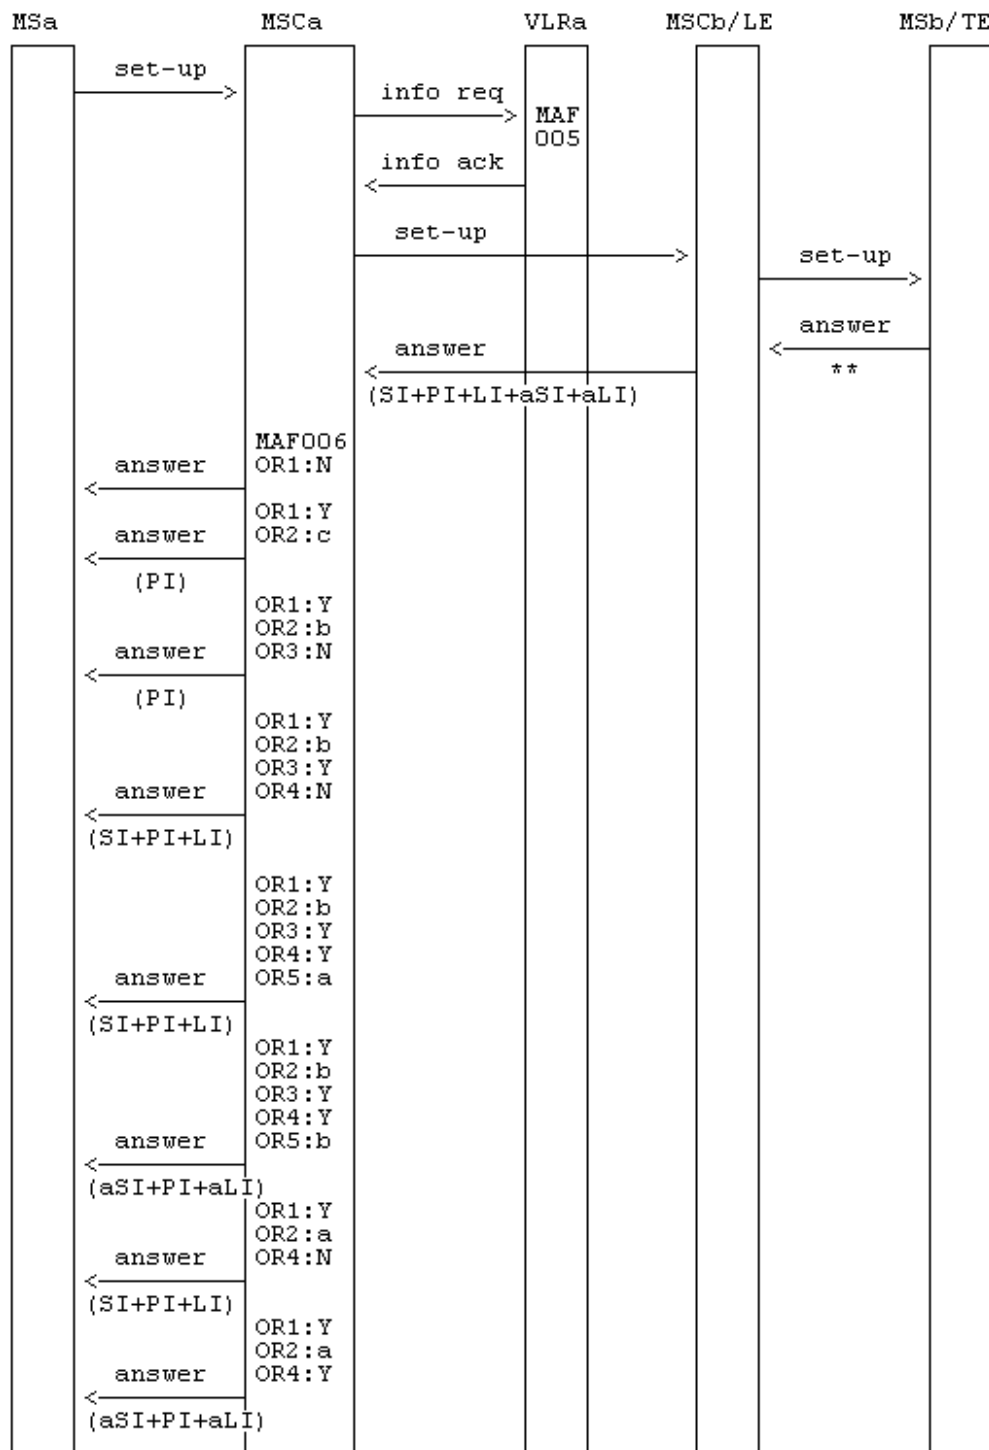 MSa MSCa VLRa MSCb/LE MSb/TE
set-up
info req
MAF
005
info ack
set-up
set-up
answer
**
answer
(SI+PI+LI+aSI+aLI)
MAF006
answer OR1:N
OR1:Y
answer OR2:c
(PI)
OR1:Y
OR2:b
answer OR3:N
(PI)
OR1:Y
OR2:b
OR3:Y
answer OR4:N
(SI+PI+LI)
OR1:Y
OR2:b
OR3:Y
OR4:Y
answer OR5:a
(SI+PI+LI)
OR1:Y
OR2:b
OR3:Y
OR4:Y
answer OR5:b
(aSI+PI+aLI)
OR1:Y
OR2:a
answer OR4:N
(SI+PI+LI)
OR1:Y
OR2:a
answer OR4:Y
(aSI+PI+aLI)